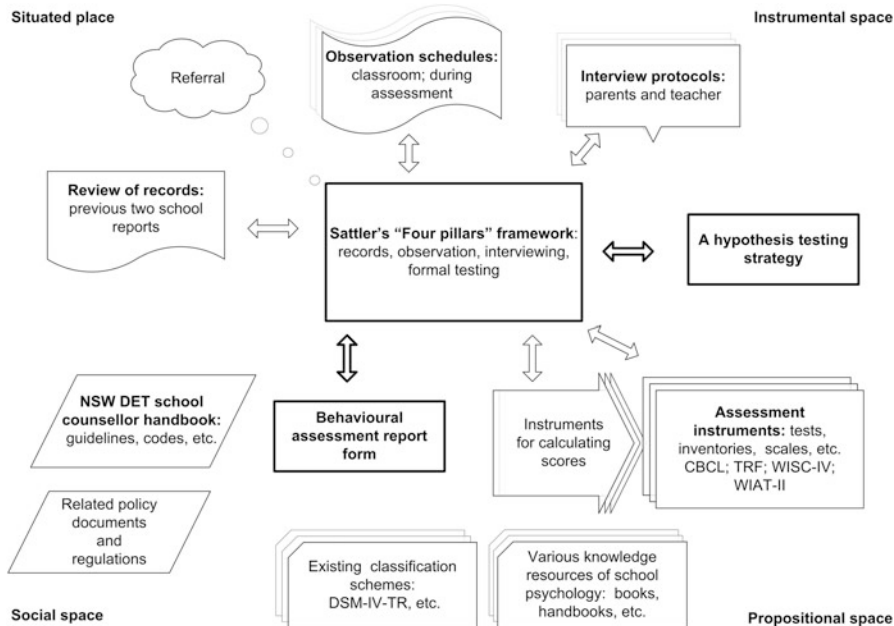 Situated place
Instrumental space
Referral
Observation schedules:
classroom; during
assessment
Interview protocols:
parents and teacher
Review of records:
previous two school
reports
Sattler's “Four pillars” framework:
records, observation, interviewing,
formal testing
A hypothesis testing
strategy
NSW DET school
counsellor handbook:
guidelines, codes, etc.
Behavioural
assessment report
form
Instruments
for calculating
scores
Assessment
instruments: tests,
inventories, scales, etc.
CBCL; TRF; WISC-IV;
WIAT-II
Related policy
documents
and
regulations
Existing classification
schemes:
DSM-IV-TR, etc.
Various knowledge
resources of school
psychology: books,
handbooks, etc.
Social space
Propositional space